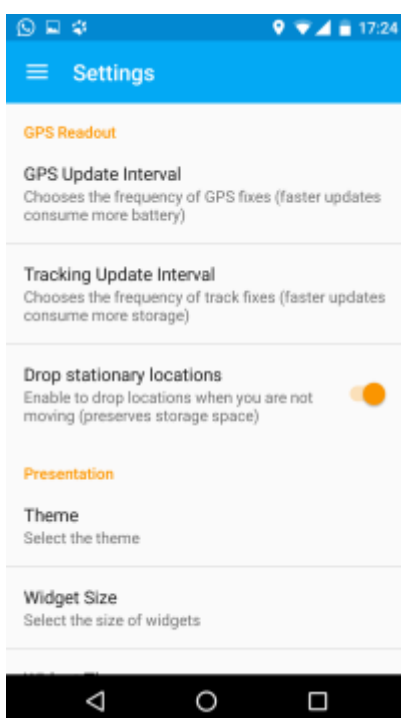 17:24
Settings
GPS Readout
GPS Update Interval
Chooses the frequency of GPS fixes (faster updates
consume more battery)
Tracking Update Interval
Chooses the frequency of track fixes (faster updates
consume more storage)
Drop stationary locations
Enable to drop locations when you are not
moving (preserves storage space)
Presentation
Theme
Select the theme
Widget Size
Select the size of widgets